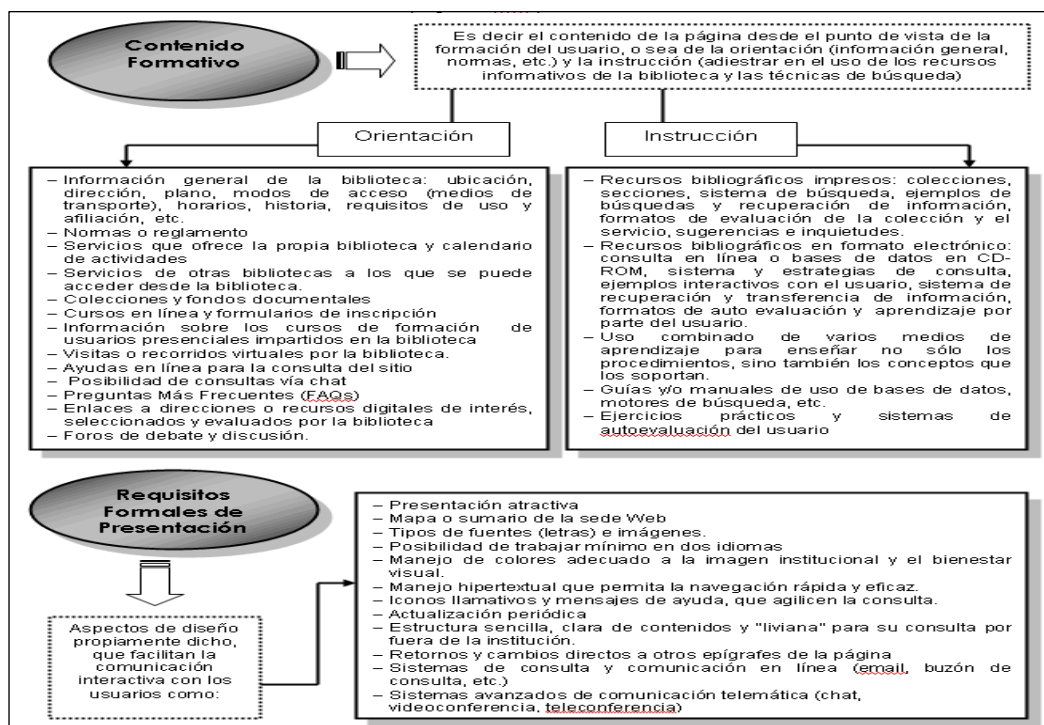 Contenido
Formativo
Es decir el contenido de la página desde el punto de vista de la
formación del usuario, o sea de la orientación (información general,
normas, etc.) y la instrucción (adiestrar en el uso de los recursos
informativos de la biblioteca y las técnicas de búsqueda)
Orientación
– Información general de la biblioteca: ubicación,
dirección, plano, modos de acceso (medios de
transporte), horarios, historia, requisitos de uso y
afiliación, etc.
– Normas o reglamento
– Servicios que ofrece la propia biblioteca y calendario
de actividades
– Servicios de otras bibliotecas a los que se puede
acceder desde la biblioteca.
– Colecciones y fondos documentales
– Cursos en línea y formularios de inscripción
– Información sobre los cursos de formación de
usuarios presenciales impartidos en la biblioteca
– Visitas o recorridos virtuales por la biblioteca.
– Ayudas en línea para la consulta del sitio
– Posibilidad de consultas vía chat
– Preguntas Más Frecuentes (FAQs)
– Enlaces a direcciones o recursos digitales de interés,
seleccionados y evaluados por la biblioteca
– Foros de debate y discusión.
Instrucción
– Recursos bibliográficos impresos: colecciones,
secciones, sistema de búsqueda, ejemplos de
búsquedas y recuperación de información,
formatos de evaluación de la colección y el
servicio, sugerencias e inquietudes.
– Recursos bibliográficos en formato electrónico:
consulta en línea o bases de datos en CD-
ROM, sistema y estrategias de consulta,
ejemplos interactivos con el usuario, sistema de
recuperación y transferencia de información,
formatos de auto evaluación y aprendizaje por
parte del usuario.
– Uso combinado de varios medios de
aprendizaje para enseñar no sólo los
procedimientos, sino también los conceptos que
los soportan.
– Guías y/o manuales de uso de bases de datos,
motores de búsqueda, etc.
– Ejercicios prácticos y sistemas de
autoevaluación del usuario
Requisitos
Formales de
Presentación
Aspectos de diseño
propiamente dicho,
que facilitan la
comunicación
interactiva con los
usuarios como:
– Presentación atractiva
– Mapa o sumario de la sede Web
– Tipos de fuentes (letras) e imágenes.
– Posibilidad de trabajar mínimo en dos idiomas
– Manejo de colores adecuado a la imagen institucional y el bienestar
visual.
– Manejo hipertextual que permita la navegación rápida y eficaz.
– Iconos llamativos y mensajes de ayuda, que agilicen la consulta.
– Actualización periódica
– Estructura sencilla, clara de contenidos y "liviana" para su consulta por
fuera de la institución.
– Retornos y cambios directos a otros epígrafes de la página
– Sistemas de consulta y comunicación en línea (email, buzón de
consulta, etc.)
– Sistemas avanzados de comunicación telemática (chat,
videoconferencia, teleconferencia)